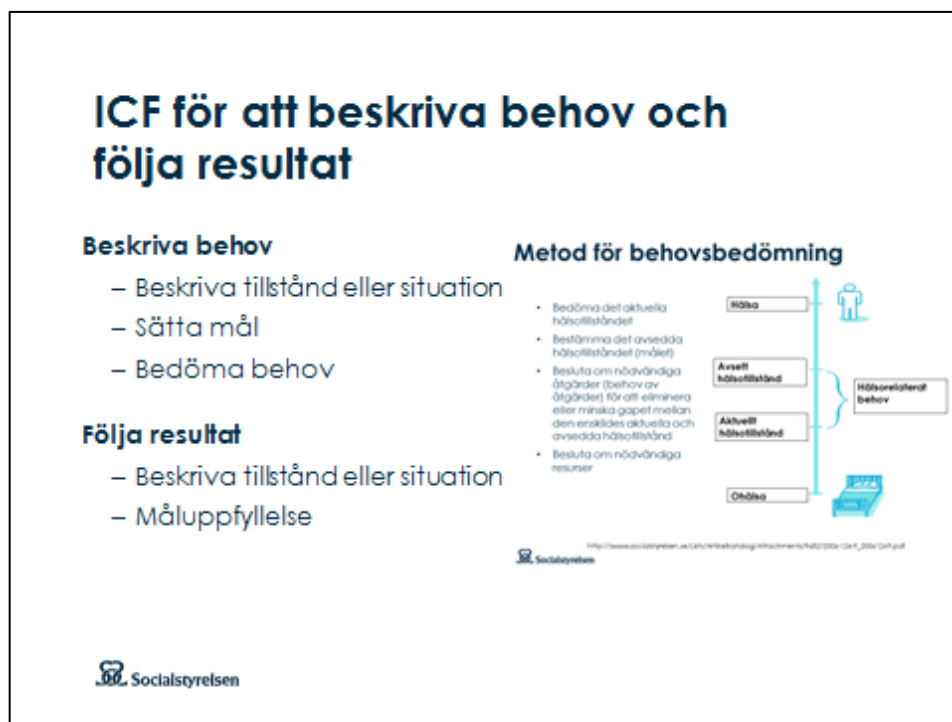 ICF för att beskriva behov och
följa resultat
Beskriva behov
– Beskriva tillstånd eller situation
– Sätta mål
– Bedöma behov
Följa resultat
– Beskriva tillstånd eller situation
– Måluppfyllelse
Metod för behovsbedömning
• Bedöma det aktuella
hälsotillståndet
• Bestämma det avsedda
hälsotillståndet (målet)
• Besluta om nödvändiga
åtgärder (behov av
åtgärder) för att eliminera
eller minska gapet mellan
den enskildes aktuella och
avsedda hälsotillstånd
• Besluta om nödvändiga
resurser
Hälsa
Avsett
hälsotillstånd
Hälsorelaterat
behov
Aktuellt
hälsotillstånd
Ohälsa
Socialstyrelsen
Socialstyrelsen